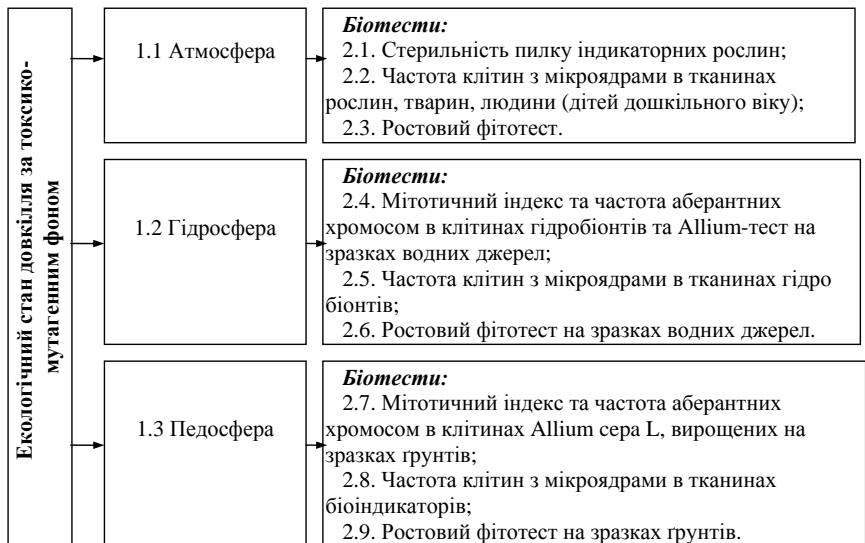 Екологічний стан довкілля за токсико-
мутагенним фоном
1.1 Атмосфера
Біотести:
2.1. Стерильність пилку індикаторних рослин;
2.2. Частота клітин з мікроядрами в тканинах
рослин, тварин, людини (дітей дошкільного віку);
2.3. Ростовий фітотест.
1.2 Гідросфера
Біотести:
2.4. Мітотичний індекс та частота аберантних
хромосом в клітинах гідробіонтів та Allium-тест на
зразках водних джерел;
2.5. Частота клітин з мікроядрами в тканинах гідро
біонтів;
2.6. Ростовий фітотест на зразках водних джерел.
1.3 Педосфера
Біотести:
2.7. Мітотичний індекс та частота аберантних
хромосом в клітинах Allium сера L, вирощених на
зразках ґрунтів;
2.8. Частота клітин з мікроядрами в тканинах
біоіндикаторів;
2.9. Ростовий фітотест на зразках ґрунтів.